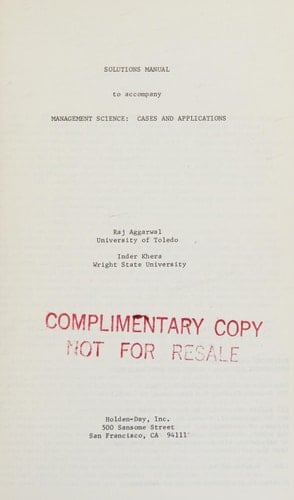 SOLUTIONS MANUAL
to accompany
MANAGEMENT SCIENCE: CASES AND APPLICATIONS
Raj Aggarwal
University of Toledo
Inder Khera
Wright State University
COMPLIMENTARY COPY
NOT FOR RESALE
Holden-Day, Inc.
500 Sansome Street
San Francisco, CA 94111